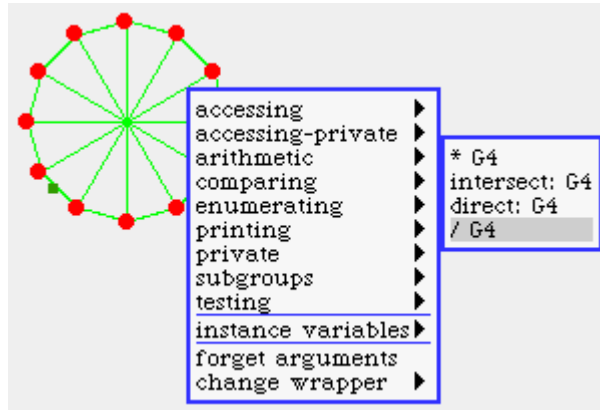 accessing
accessing-private
arithmetic
comparing
enumerating
printing
private
subgroups
testing
instance variables
forget arguments
change wrapper
* G4
intersect: G4
direct: G4
/ G4